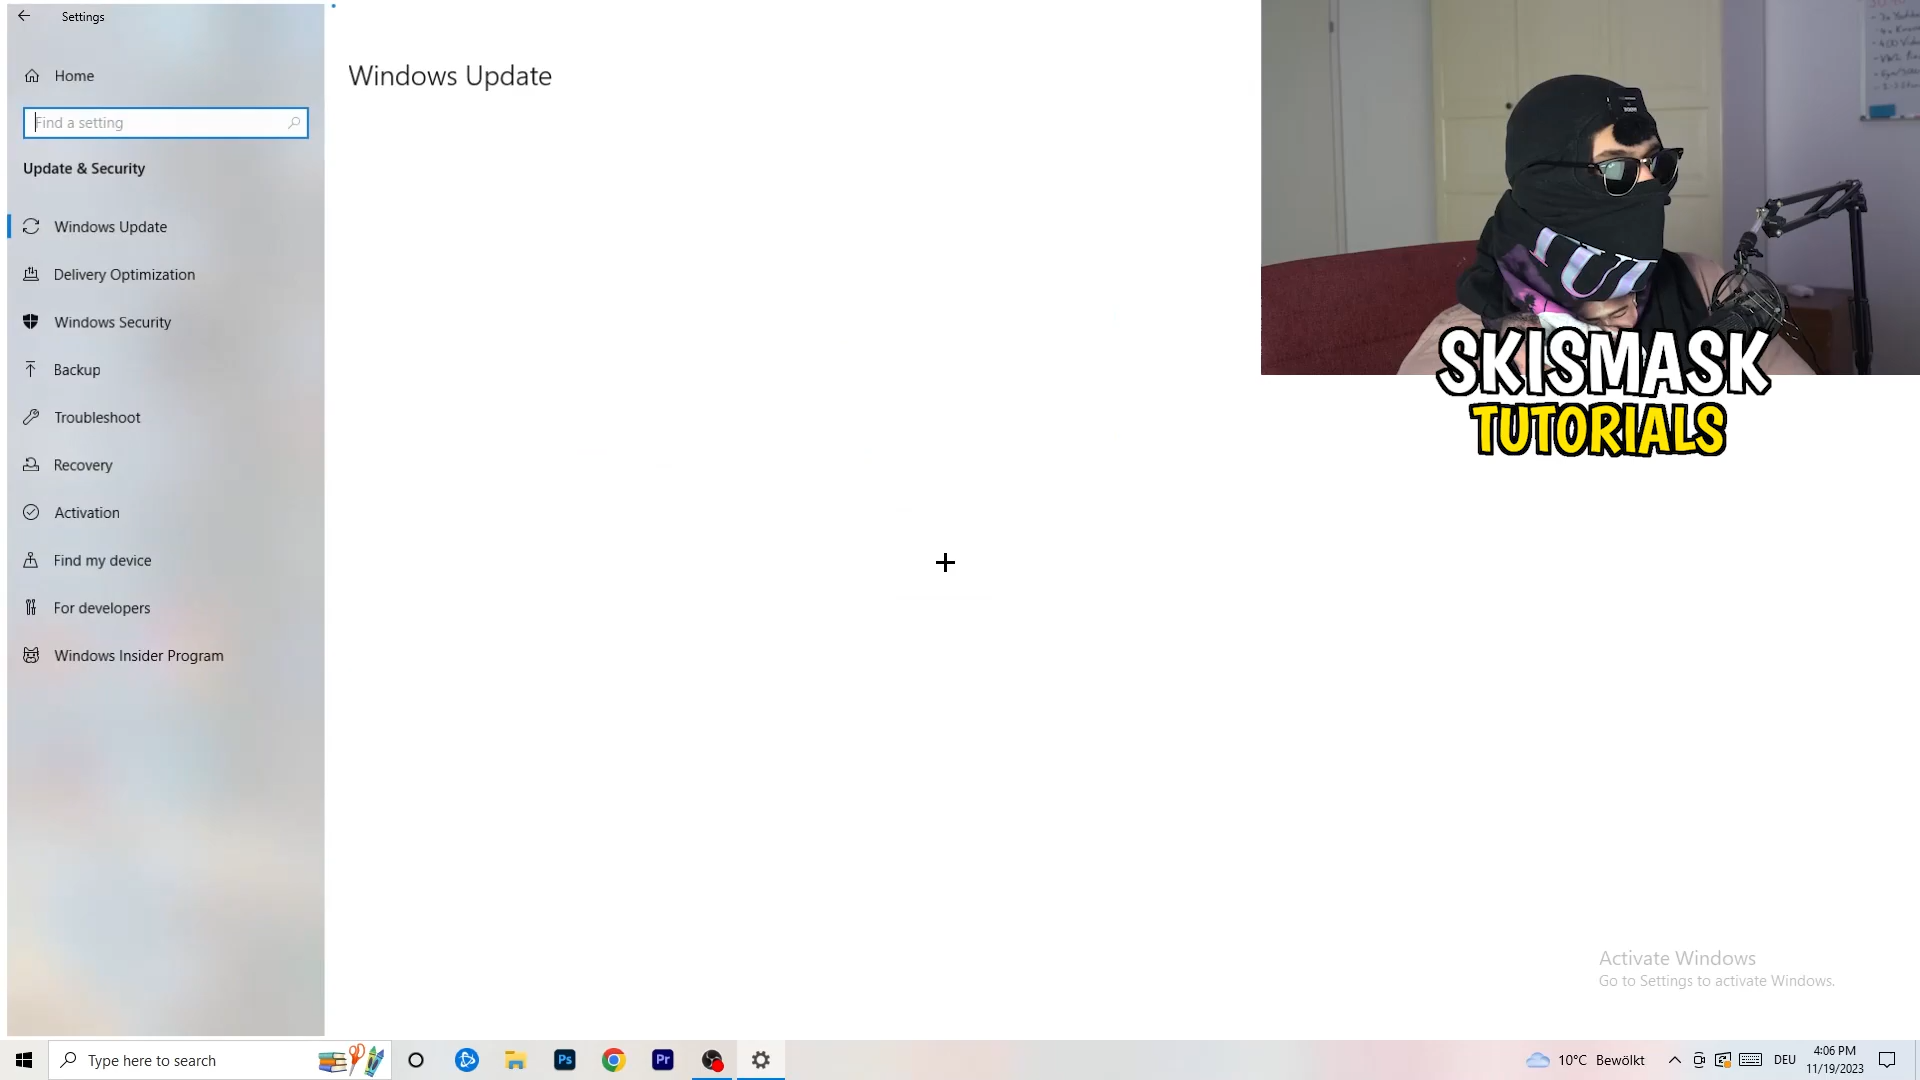 Settings
Home
Find a setting
Update & Security
Windows Update
Delivery Optimization
Windows Security
Backup
Troubleshoot
Recovery
Activation
Find my device
For developers
Windows Insider Program
Windows Update
SKISMASK
TUTORIALS
Activate Windows
Go to Settings to activate Windows.
Type here to search
Ps
Pr
10°C Bewölkt
DEU
4:06 PM
11/19/2023